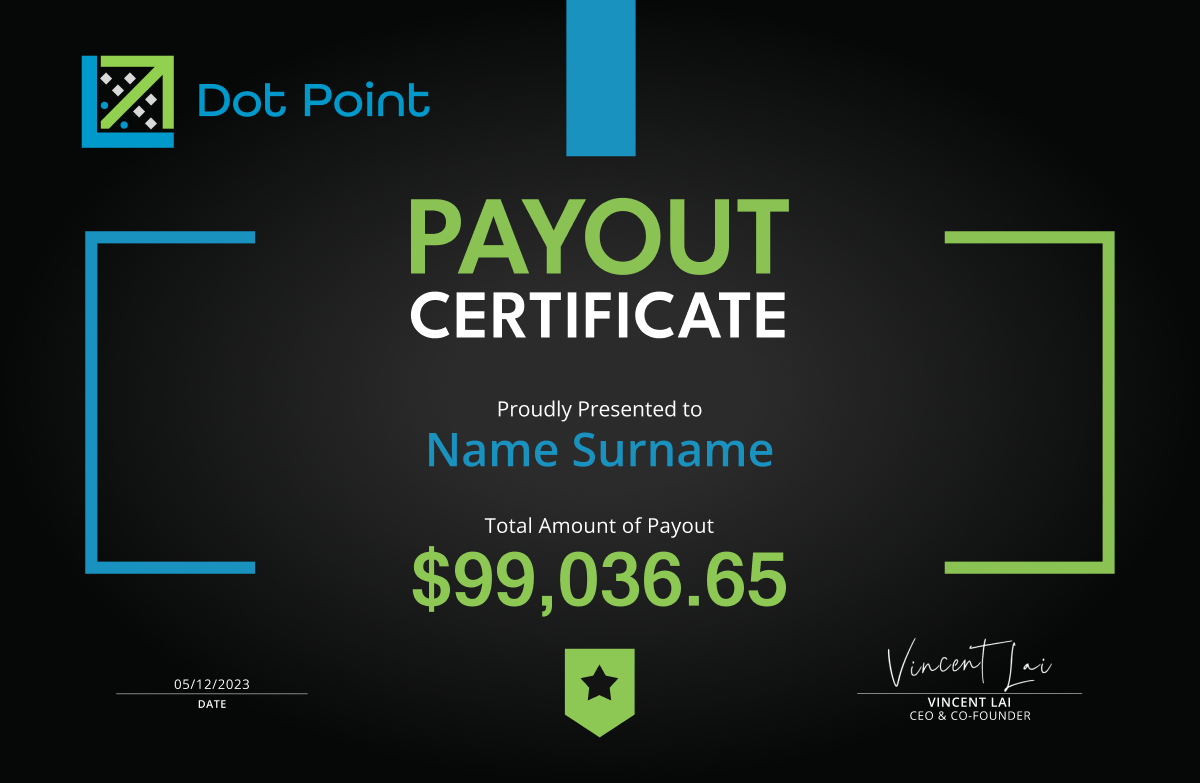 Dot Point
PAYOUT
CERTIFICATE
Proudly Presented to
Name Surname
Total Amount of Payout
$99,036.65
05/12/2023
DATE
Vincent Lai
VINCENT LAI
CEO & CO-FOUNDER